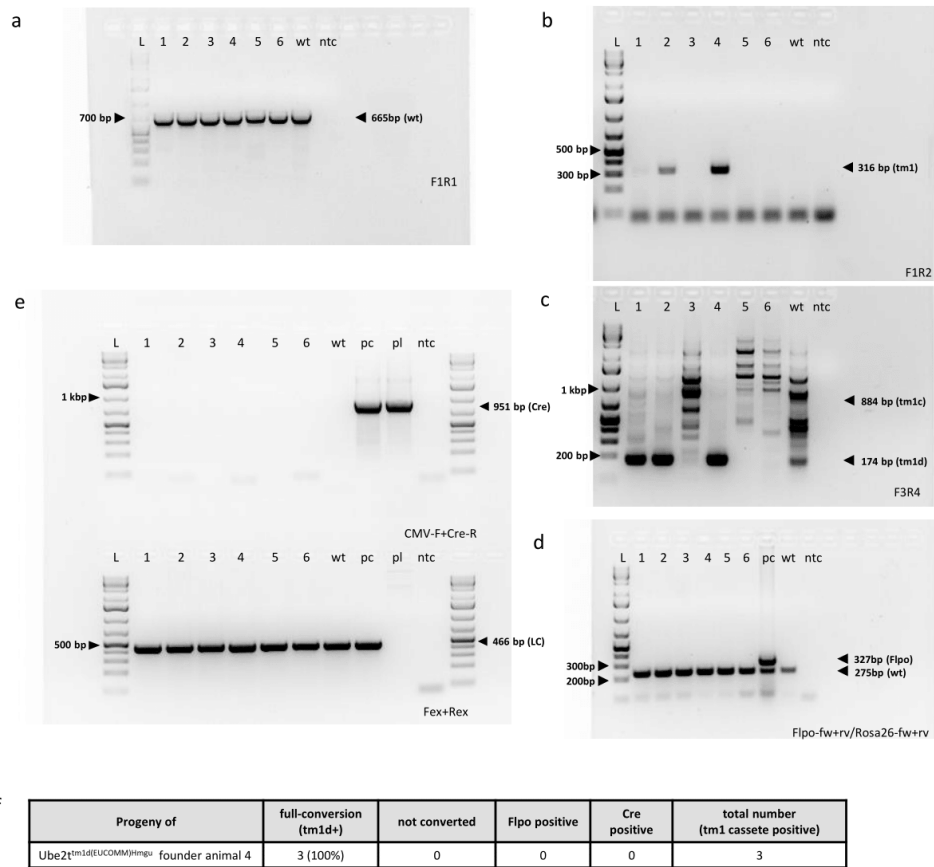 a
L 1 2 3 4 5 6 wt ntc
700 bp
665bp (wt)
F1R1
b
L 1 2 3 4 5 6 wt ntc
500 bp
300 bp
316 bp (tm1)
F1R2
e
L 1 2 3 4 5 6 wt pc pl ntc
1 kbp
951 bp (Cre)
CMV-F+Cre-R
L 1 2 3 4 5 6 wt pc pl ntc
500 bp
466 bp (LC)
Fex+Rex
c
L 1 2 3 4 5 6 wt ntc
1 kbp
884 bp (tm1c)
200 bp
174 bp (tm1d)
F3R4
d
L 1 2 3 4 5 6 pc wt ntc
327bp (Flpo)
300bp
275bp (wt)
200bp
Flpo-fw+rv/Rosa26-fw+rv
Progeny of
full-conversion
(tm1d+)
not converted
Flpo positive
Cre
positive
total number
(tm1 cassete positive)
Ube2t^tm1d(EUCOMM)Hmgu founder animal 4
3 (100%)
0
0
0
3